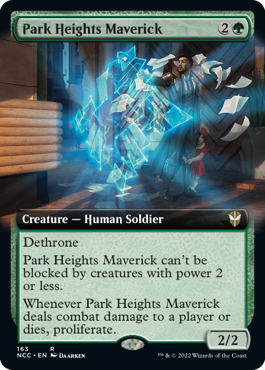 Park Heights Maverick 2
Creature — Human Soldier
Dethrone
Park Heights Maverick can't be
blocked by creatures with power 2
or less.
Whenever Park Heights Maverick
deals combat damage to a player or
dies, proliferate.
2/2
163 R
NCC • EN DAARKEN
™ & © 2022 Wizards of the Coast